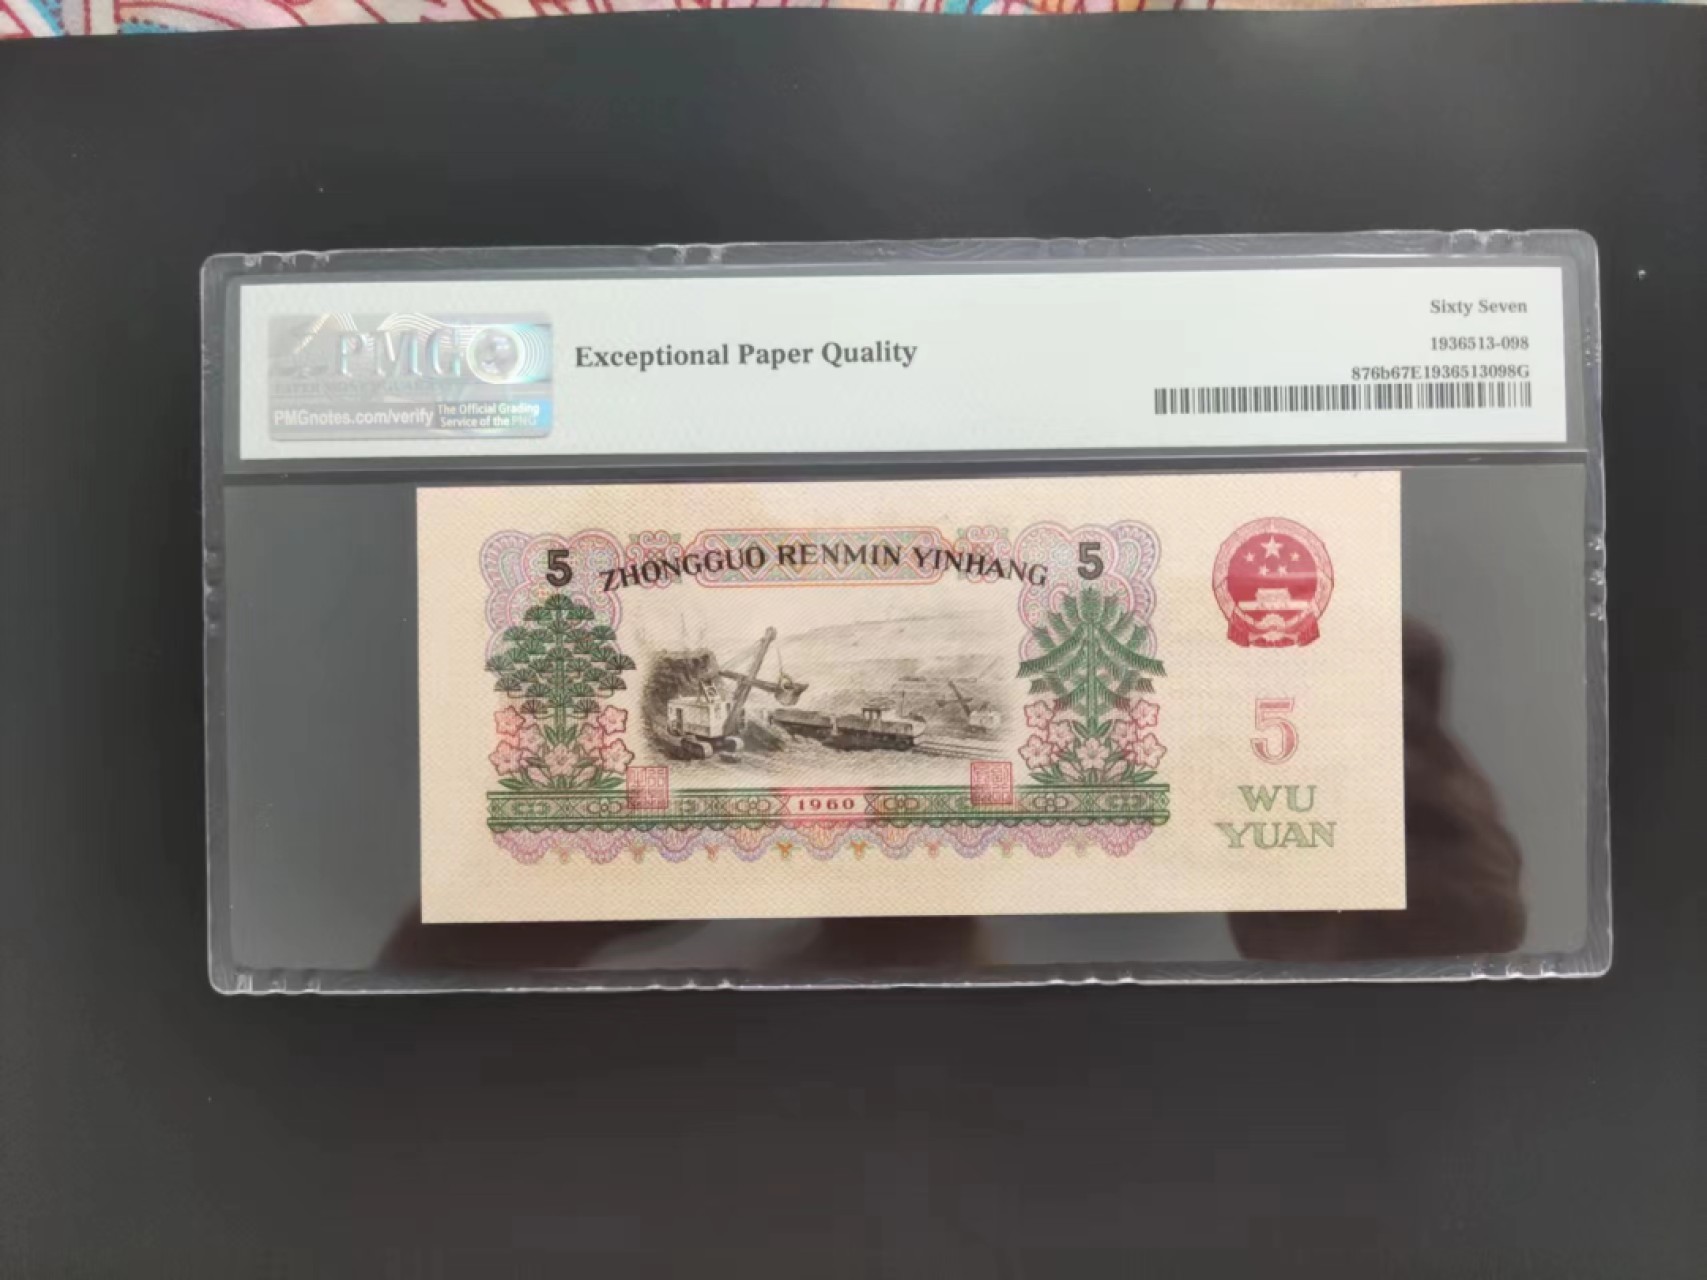 Sixty Seven
PMG
Exceptional Paper Quality
1936513-098
876b67E1936513098G
PMGnotes.com/verify
The Official Grading
Service of the PNG
5 ZHONGGUO RENMIN YINHANG 5
5
WU
YUAN
1960